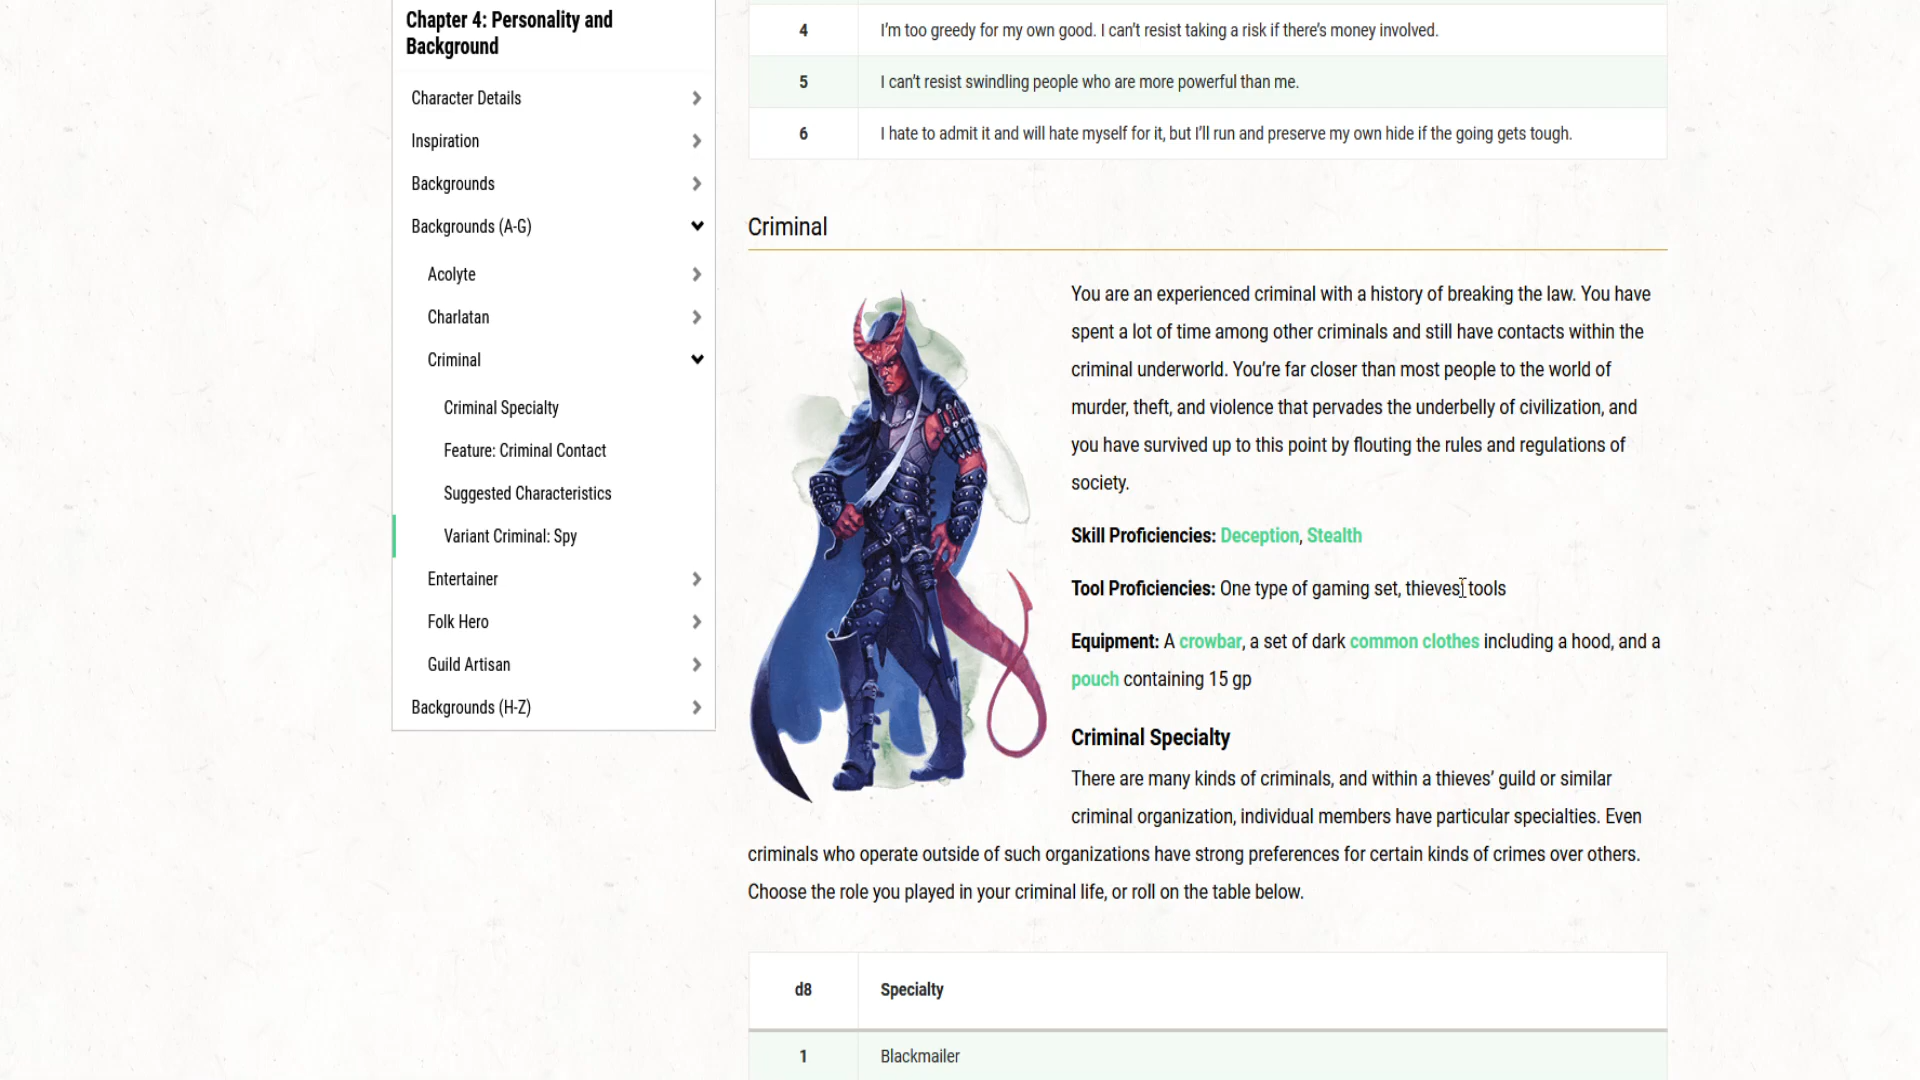 Chapter 4: Personality and
Background
Character Details
Inspiration
Backgrounds
Backgrounds (A-G)
Acolyte
Charlatan
Criminal
Criminal Specialty
Feature: Criminal Contact
Suggested Characteristics
Variant Criminal: Spy
Entertainer
Folk Hero
Guild Artisan
Backgrounds (H-Z)
4 I’m too greedy for my own good. I can’t resist taking a risk if there’s money involved.
5 I can’t resist swindling people who are more powerful than me.
6 I hate to admit it and will hate myself for it, but I’ll run and preserve my own hide if the going gets tough.
Criminal
You are an experienced criminal with a history of breaking the law. You have
spent a lot of time among other criminals and still have contacts within the
criminal underworld. You’re far closer than most people to the world of
murder, theft, and violence that pervades the underbelly of civilization, and
you have survived up to this point by flouting the rules and regulations of
society.
Skill Proficiencies: Deception, Stealth
Tool Proficiencies: One type of gaming set, thieves’ tools
Equipment: A crowbar, a set of dark common clothes including a hood, and a
pouch containing 15 gp
Criminal Specialty
There are many kinds of criminals, and within a thieves’ guild or similar
criminal organization, individual members have particular specialties. Even
criminals who operate outside of such organizations have strong preferences for certain kinds of crimes over others.
Choose the role you played in your criminal life, or roll on the table below.
d8 Specialty
1 Blackmailer